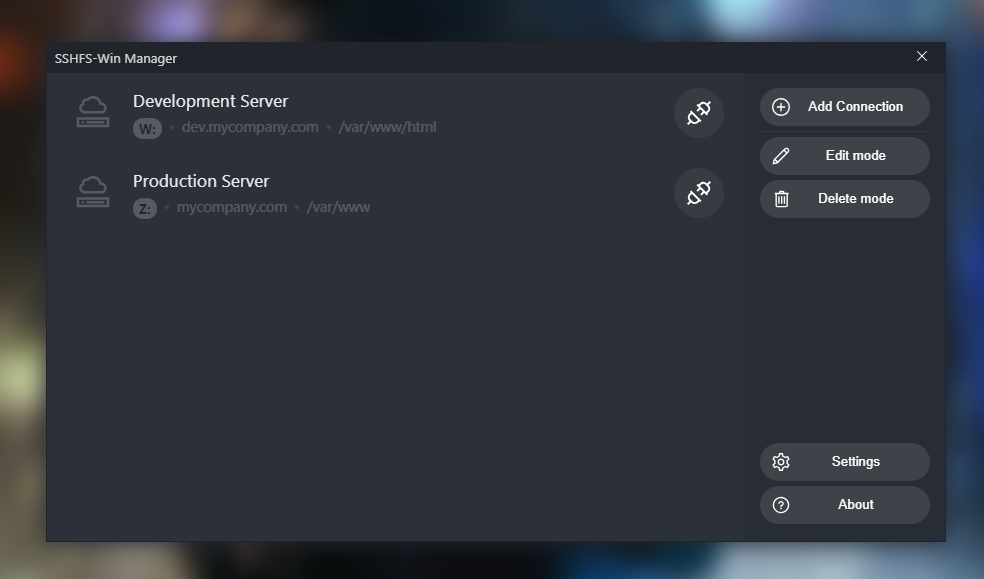 SSHFS-Win Manager
Development Server
W: • dev.mycompany.com • /var/www/html
Production Server
Z: • mycompany.com • /var/www
Add Connection
Edit mode
Delete mode
Settings
? About